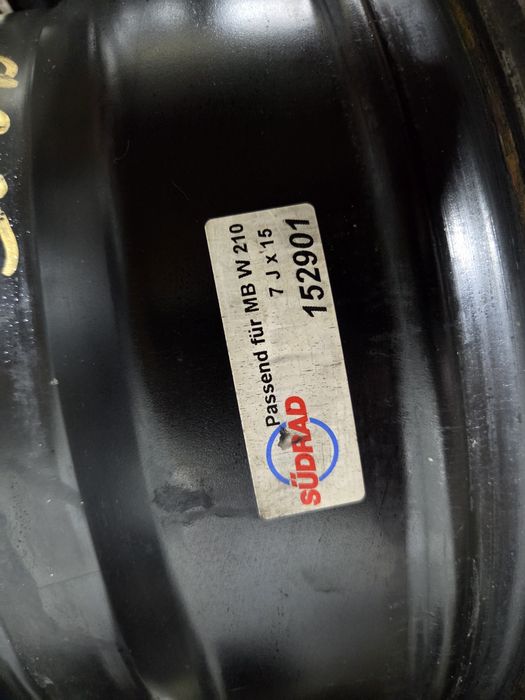 Passend für MB W 210
7 J x 15
152901
SÜDRAD